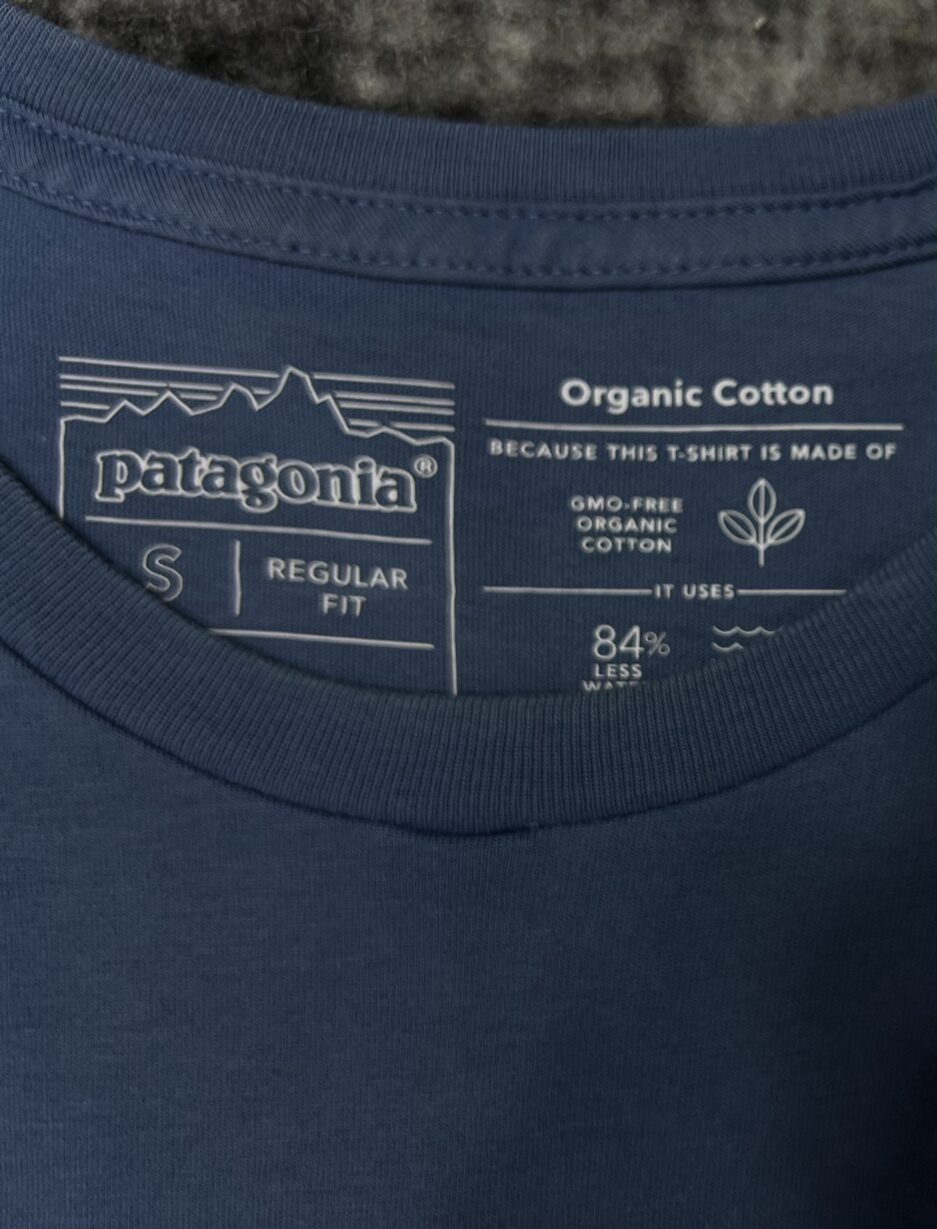 patagonia®
S
REGULAR
FIT
Organic Cotton
BECAUSE THIS T-SHIRT IS MADE OF
GMO-FREE
ORGANIC
COTTON
IT USES
84%
LESS